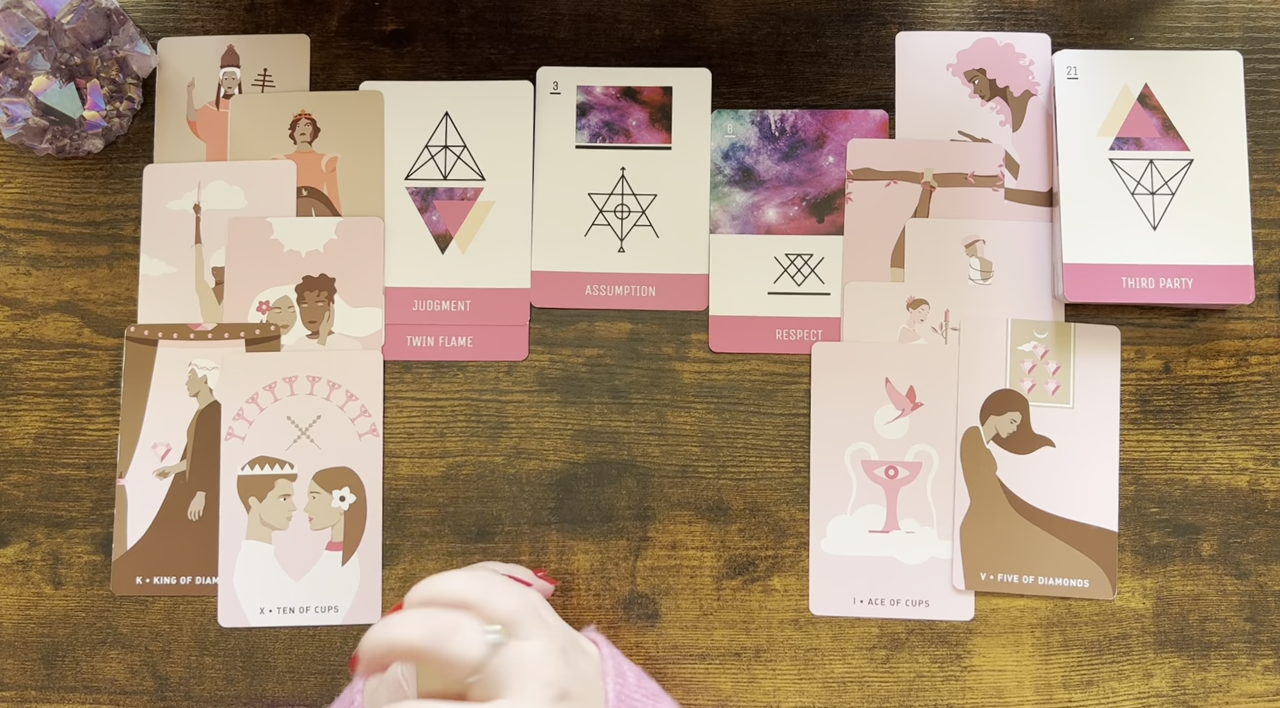 3
ASSUMPTION
8
RESPECT
21
THIRD PARTY
JUDGMENT
TWIN FLAME
K • KING OF DIAM
X • TEN OF CUPS
I • ACE OF CUPS
V • FIVE OF DIAMONDS